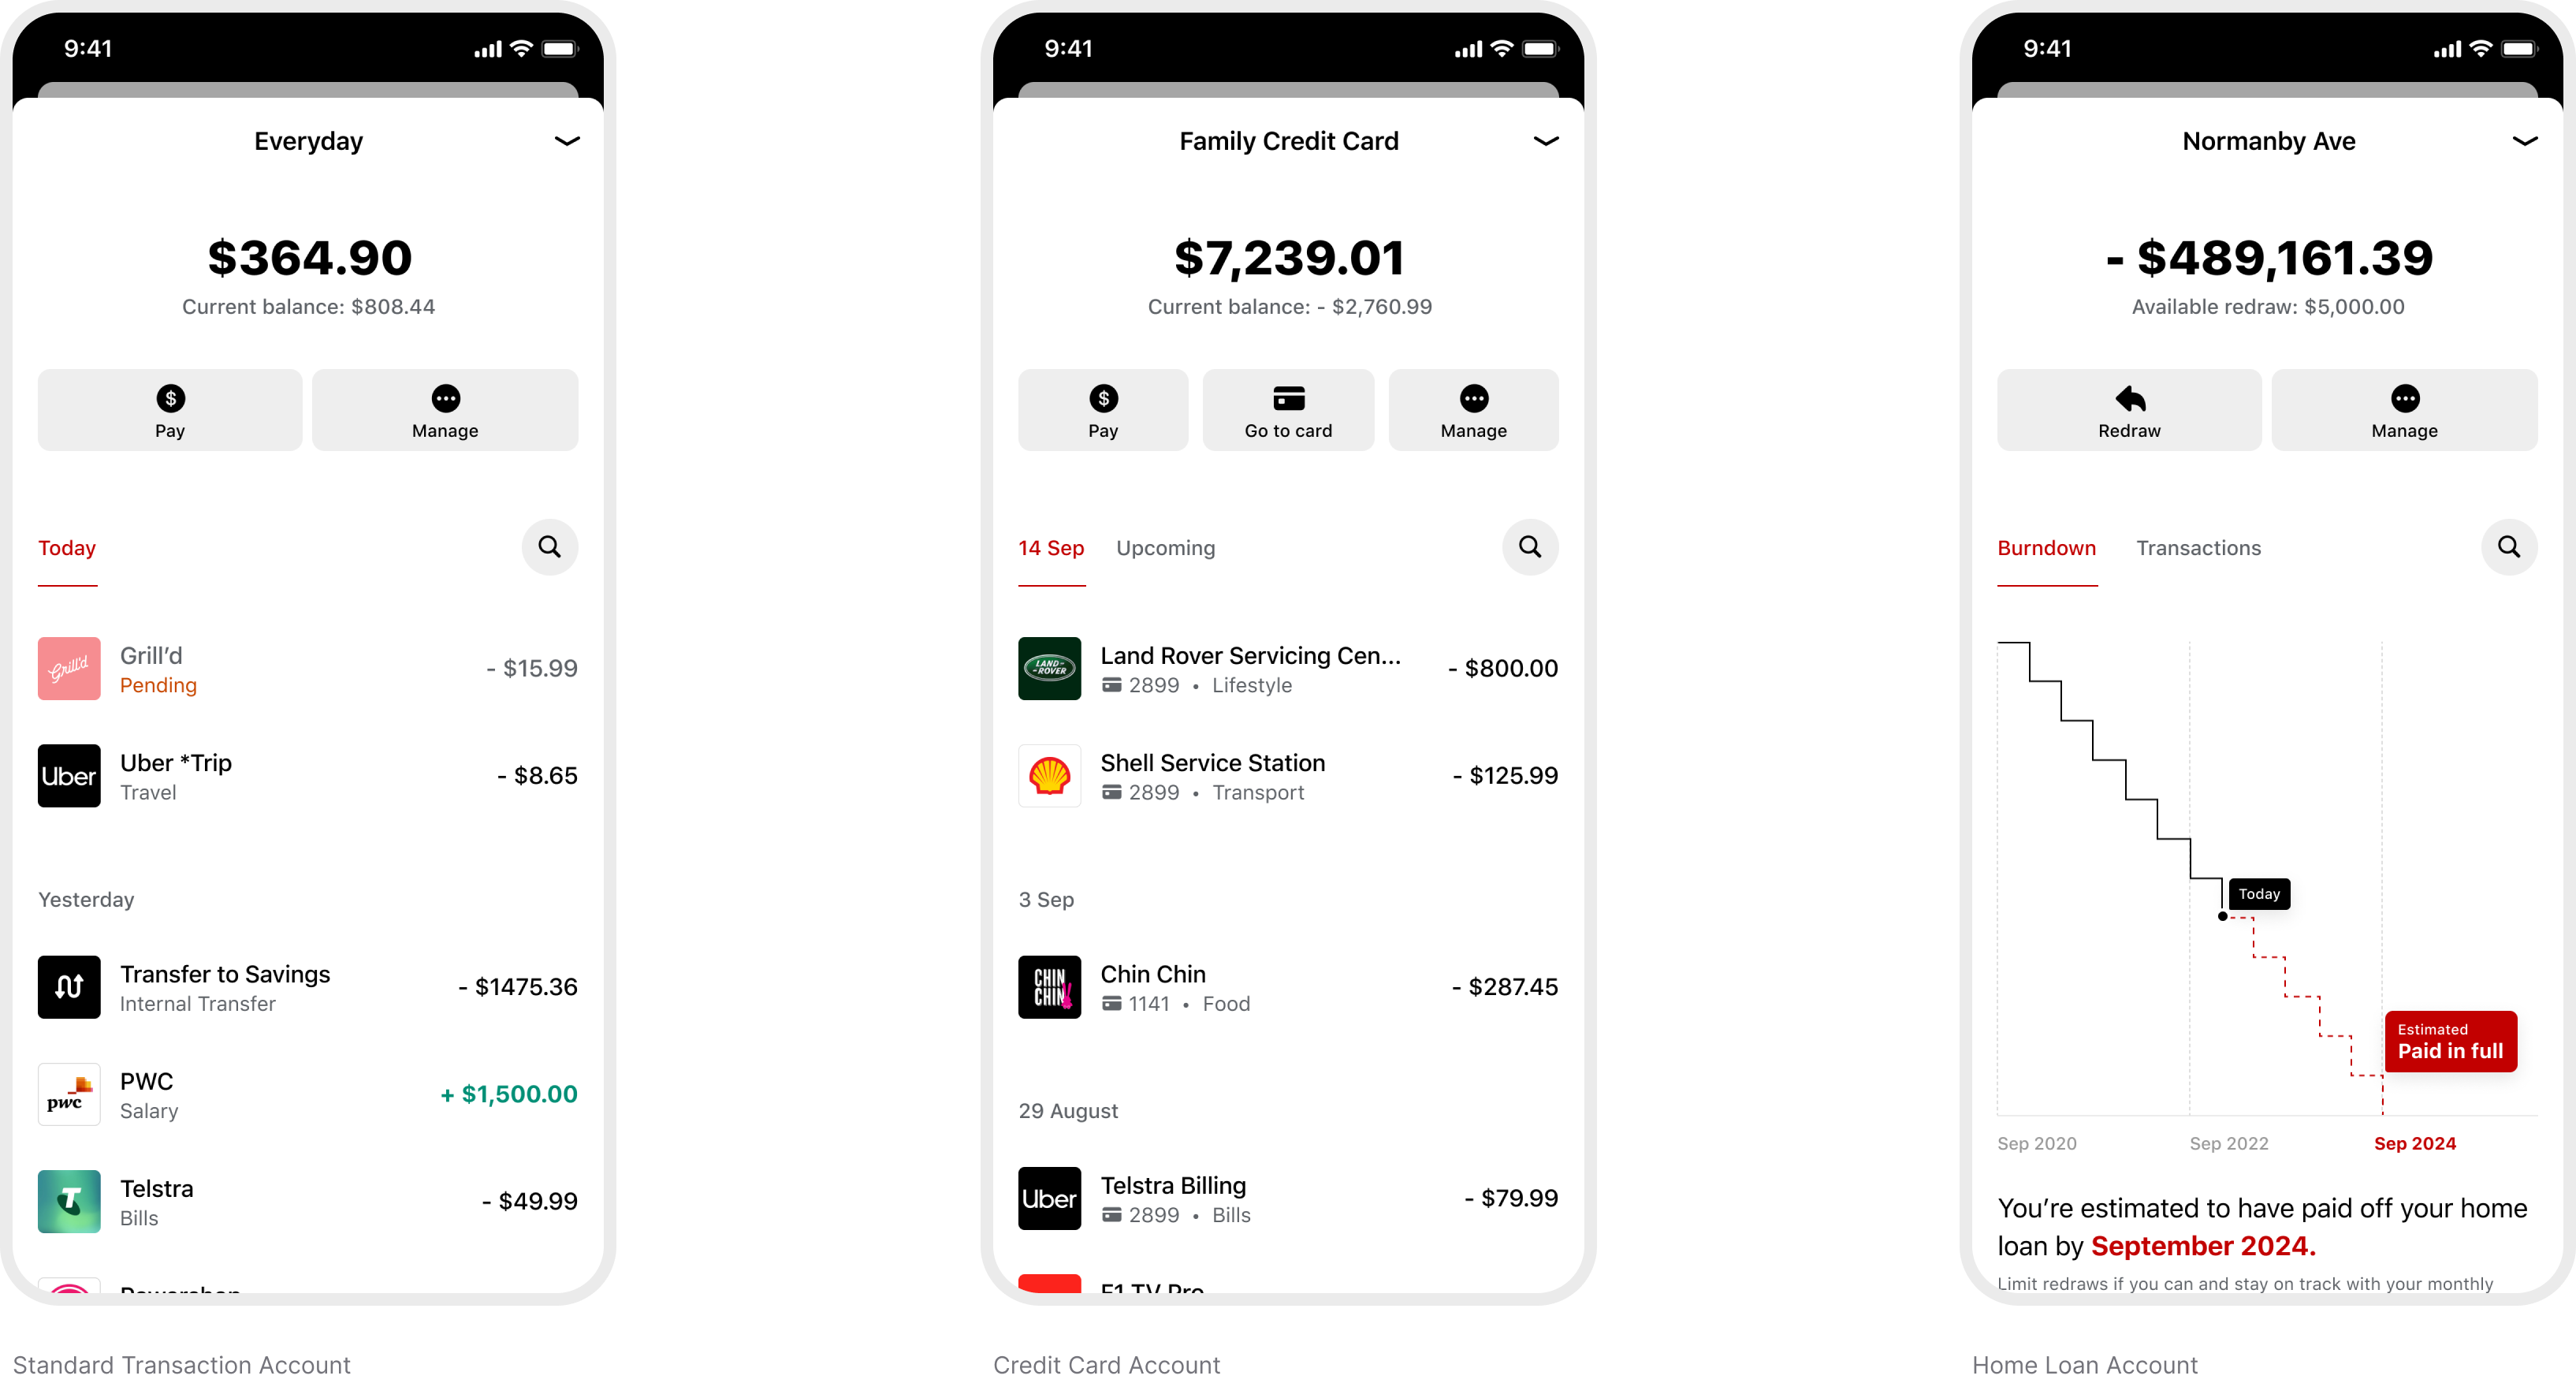 9:41
Everyday
$364.90
Current balance: $808.44
$
Pay
Manage
Today
Grill'd
Grill’d
Pending
- $15.99
Uber
Uber *Trip
Travel
- $8.65
Yesterday
Transfer to Savings
Internal Transfer
- $1475.36
pwc
PWC
Salary
+ $1,500.00
T
Telstra
Bills
- $49.99
Powershop
Standard Transaction Account
9:41
Family Credit Card
$7,239.01
Current balance: - $2,760.99
$
Pay
Go to card
Manage
14 Sep
Upcoming
LAND-
-ROVER
Land Rover Servicing Cen...
2899 • Lifestyle
- $800.00
Shell Service Station
2899 • Transport
- $125.99
3 Sep
CHIN
CHIN
Chin Chin
1141 • Food
- $287.45
29 August
Uber
Telstra Billing
2899 • Bills
- $79.99
F1 TV Pro
Credit Card Account
9:41
Normanby Ave
- $489,161.39
Available redraw: $5,000.00
Redraw
Manage
Burndown
Transactions
Today
Estimated
Paid in full
Sep 2020
Sep 2022
Sep 2024
You’re estimated to have paid off your home
loan by September 2024.
Limit redraws if you can and stay on track with your monthly
Home Loan Account